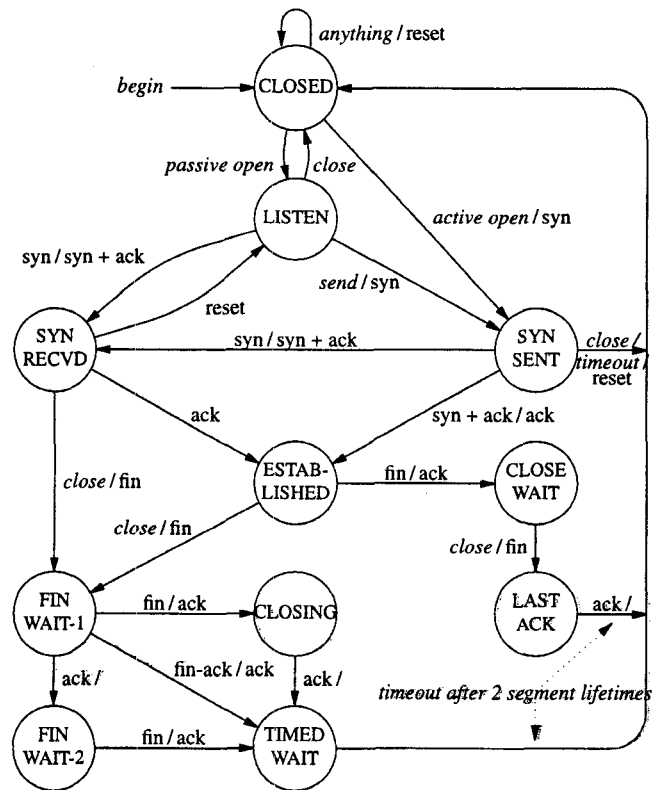 anything / reset
begin
CLOSED
passive open
close
LISTEN
active open / syn
syn / syn + ack
send / syn
reset
SYN
RECVD
syn / syn + ack
SYN
SENT
close /
timeout /
reset
ack
syn + ack / ack
ESTAB-
LISHED
fin / ack
CLOSE
WAIT
close / fin
close / fin
close / fin
FIN
WAIT-1
fin / ack
CLOSING
LAST
ACK
ack /
ack /
fin-ack / ack
ack /
timeout after 2 segment lifetimes
FIN
WAIT-2
fin / ack
TIMED
WAIT